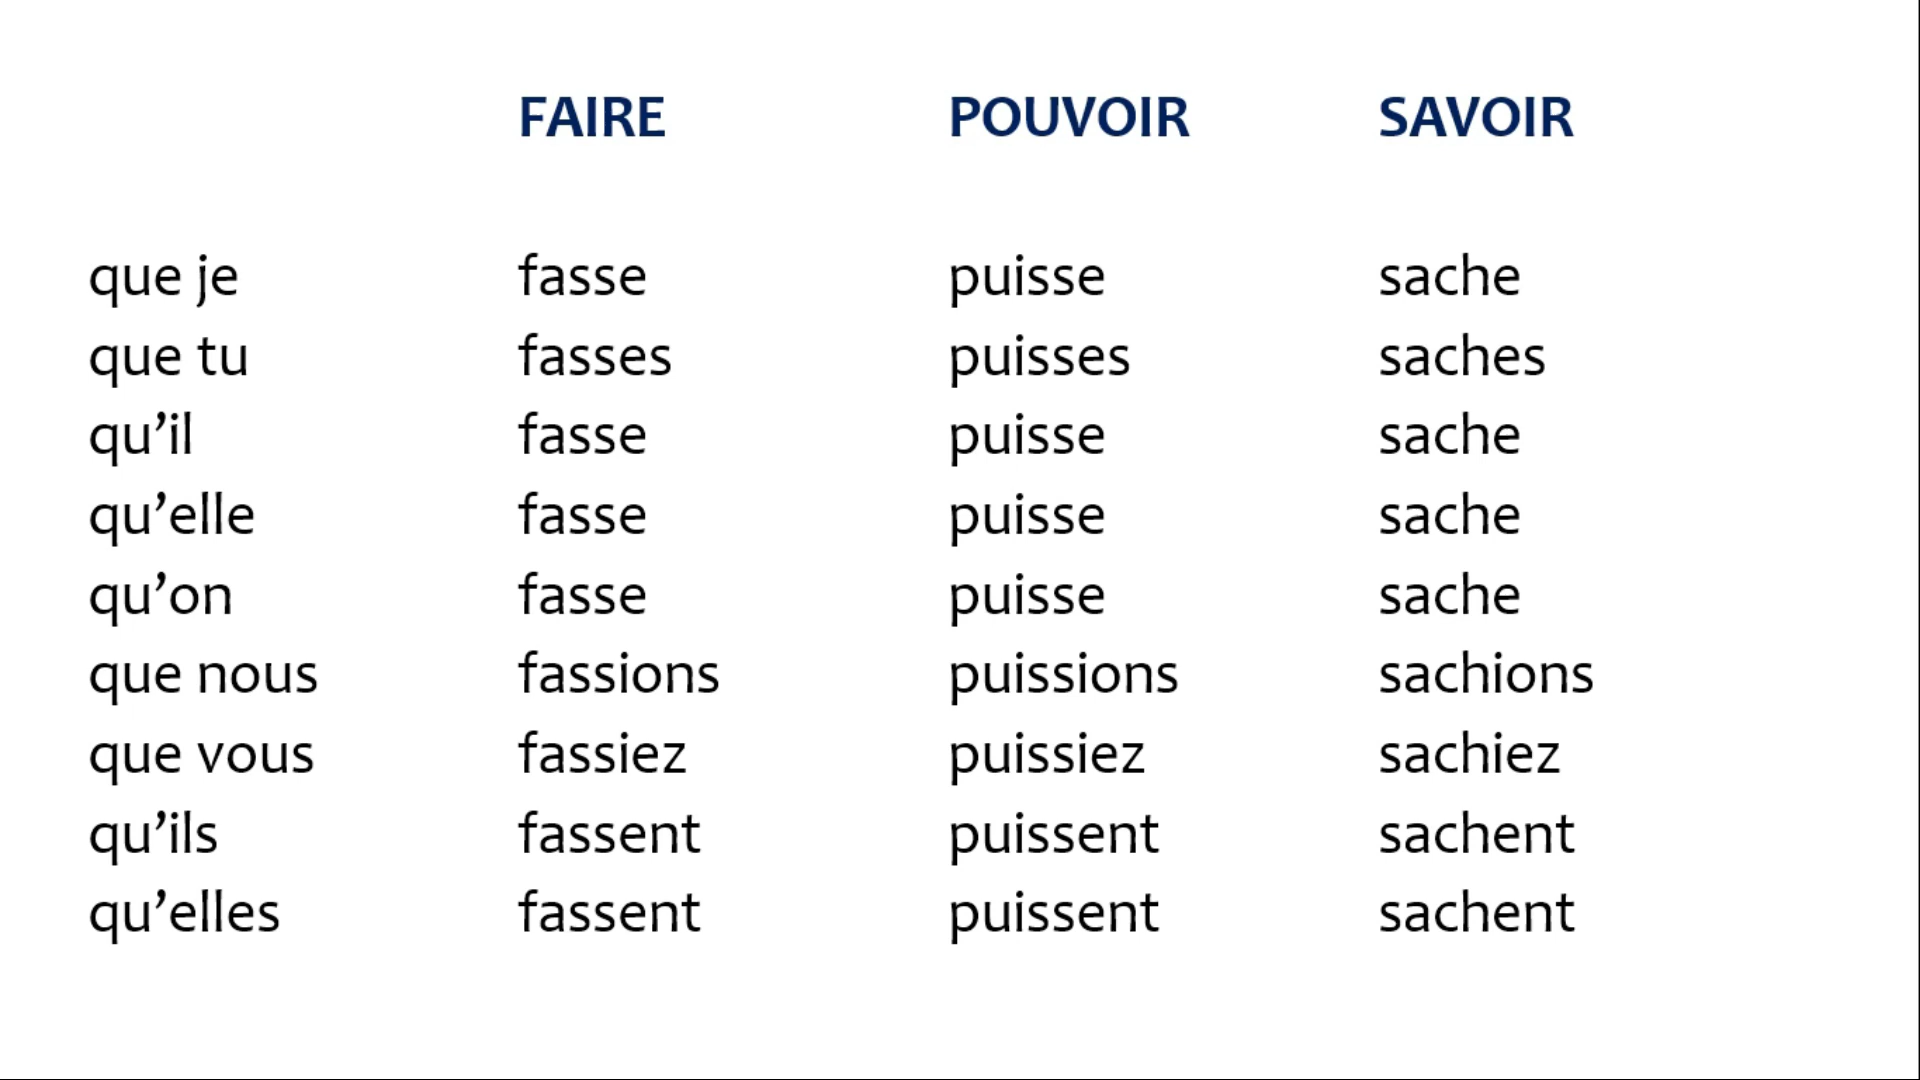 FAIRE POUVOIR SAVOIR
que je fasse puisse sache
que tu fasses puisses saches
qu’il fasse puisse sache
qu’elle fasse puisse sache
qu’on fasse puisse sache
que nous fassions puissions sachions
que vous fassiez puissiez sachiez
qu’ils fassent puissent sachent
qu’elles fassent puissent sachent